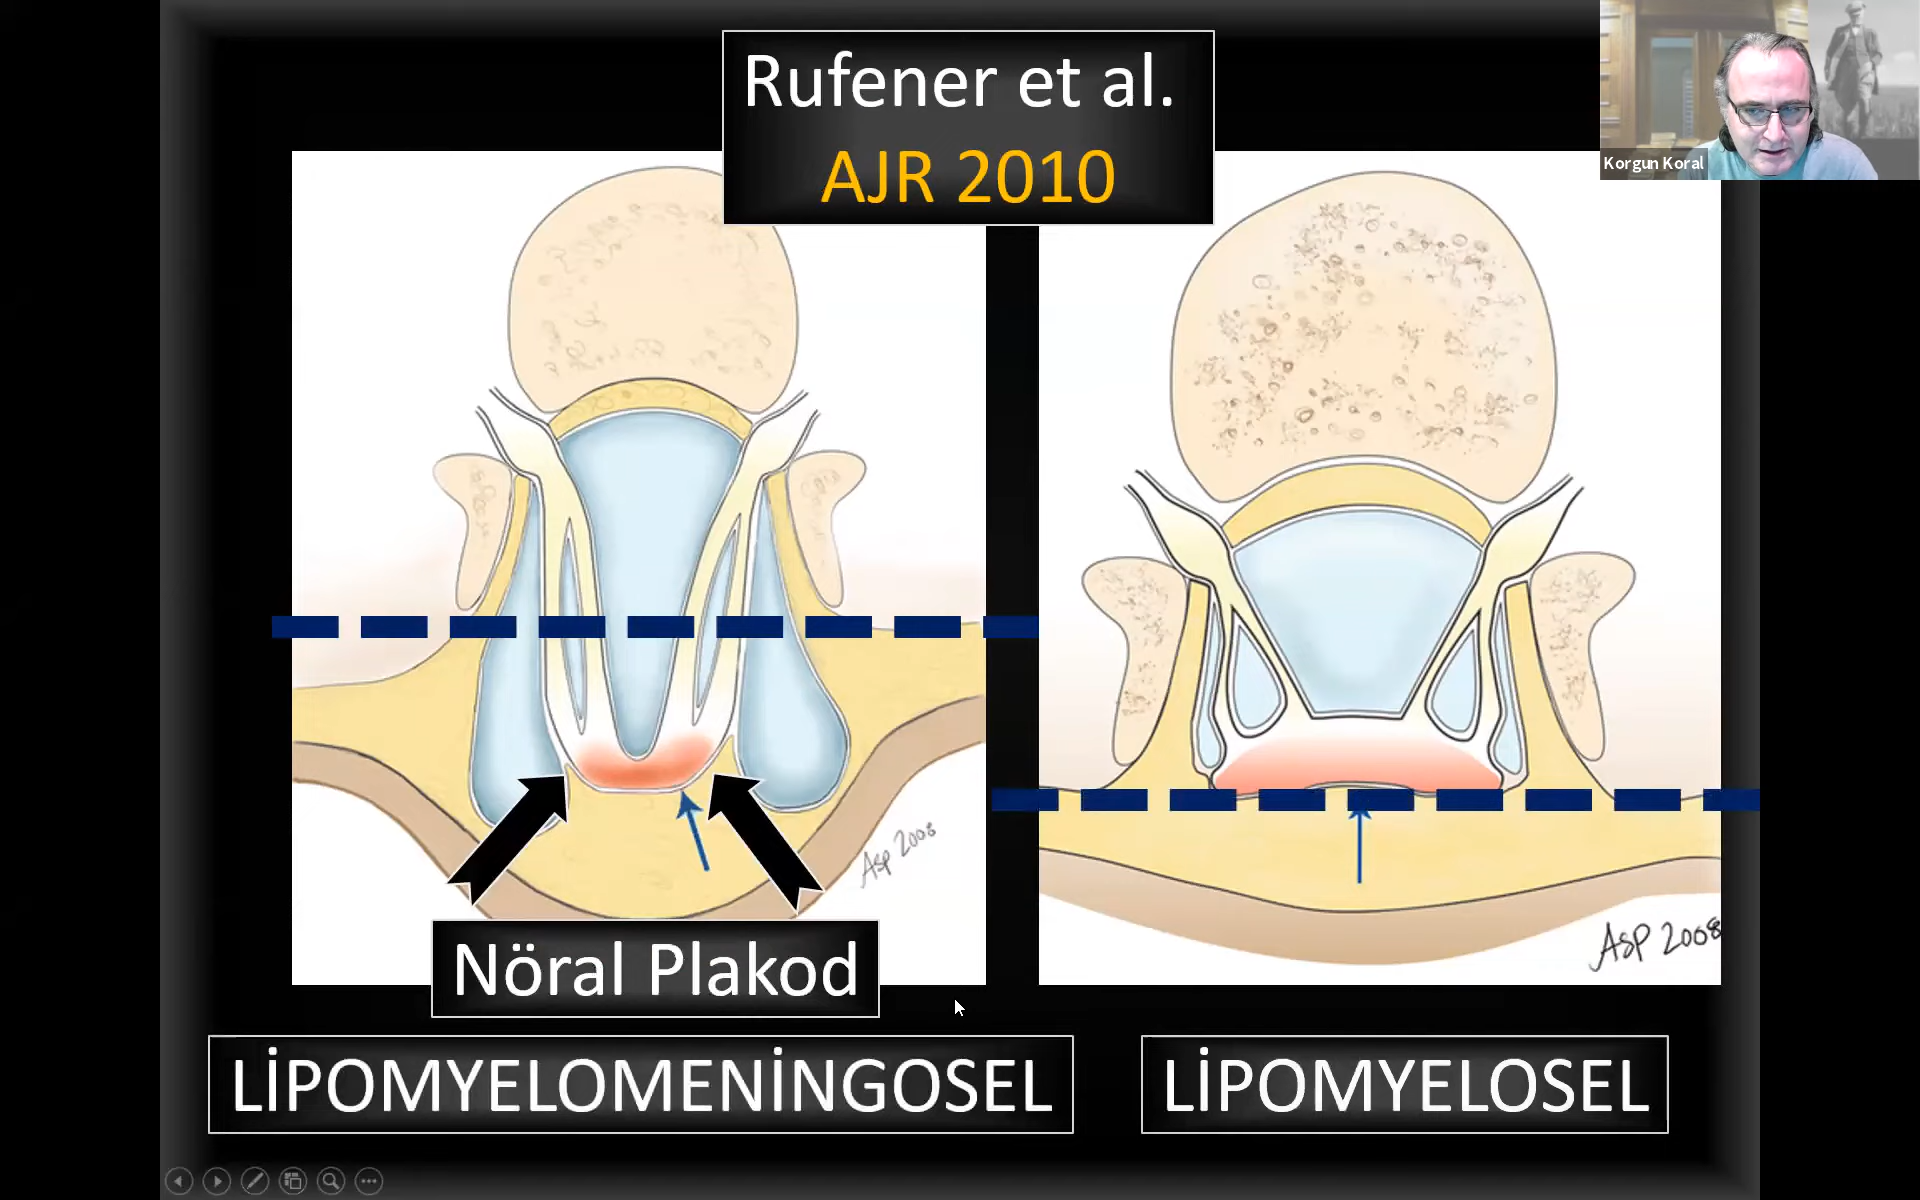 Rufener et al.
AJR 2010
Korgun Koral
Asp 2008
ASP 2008
Nöral Plakod
LİPOMYELOMENİNGOSEL
LİPOMYELOSEL